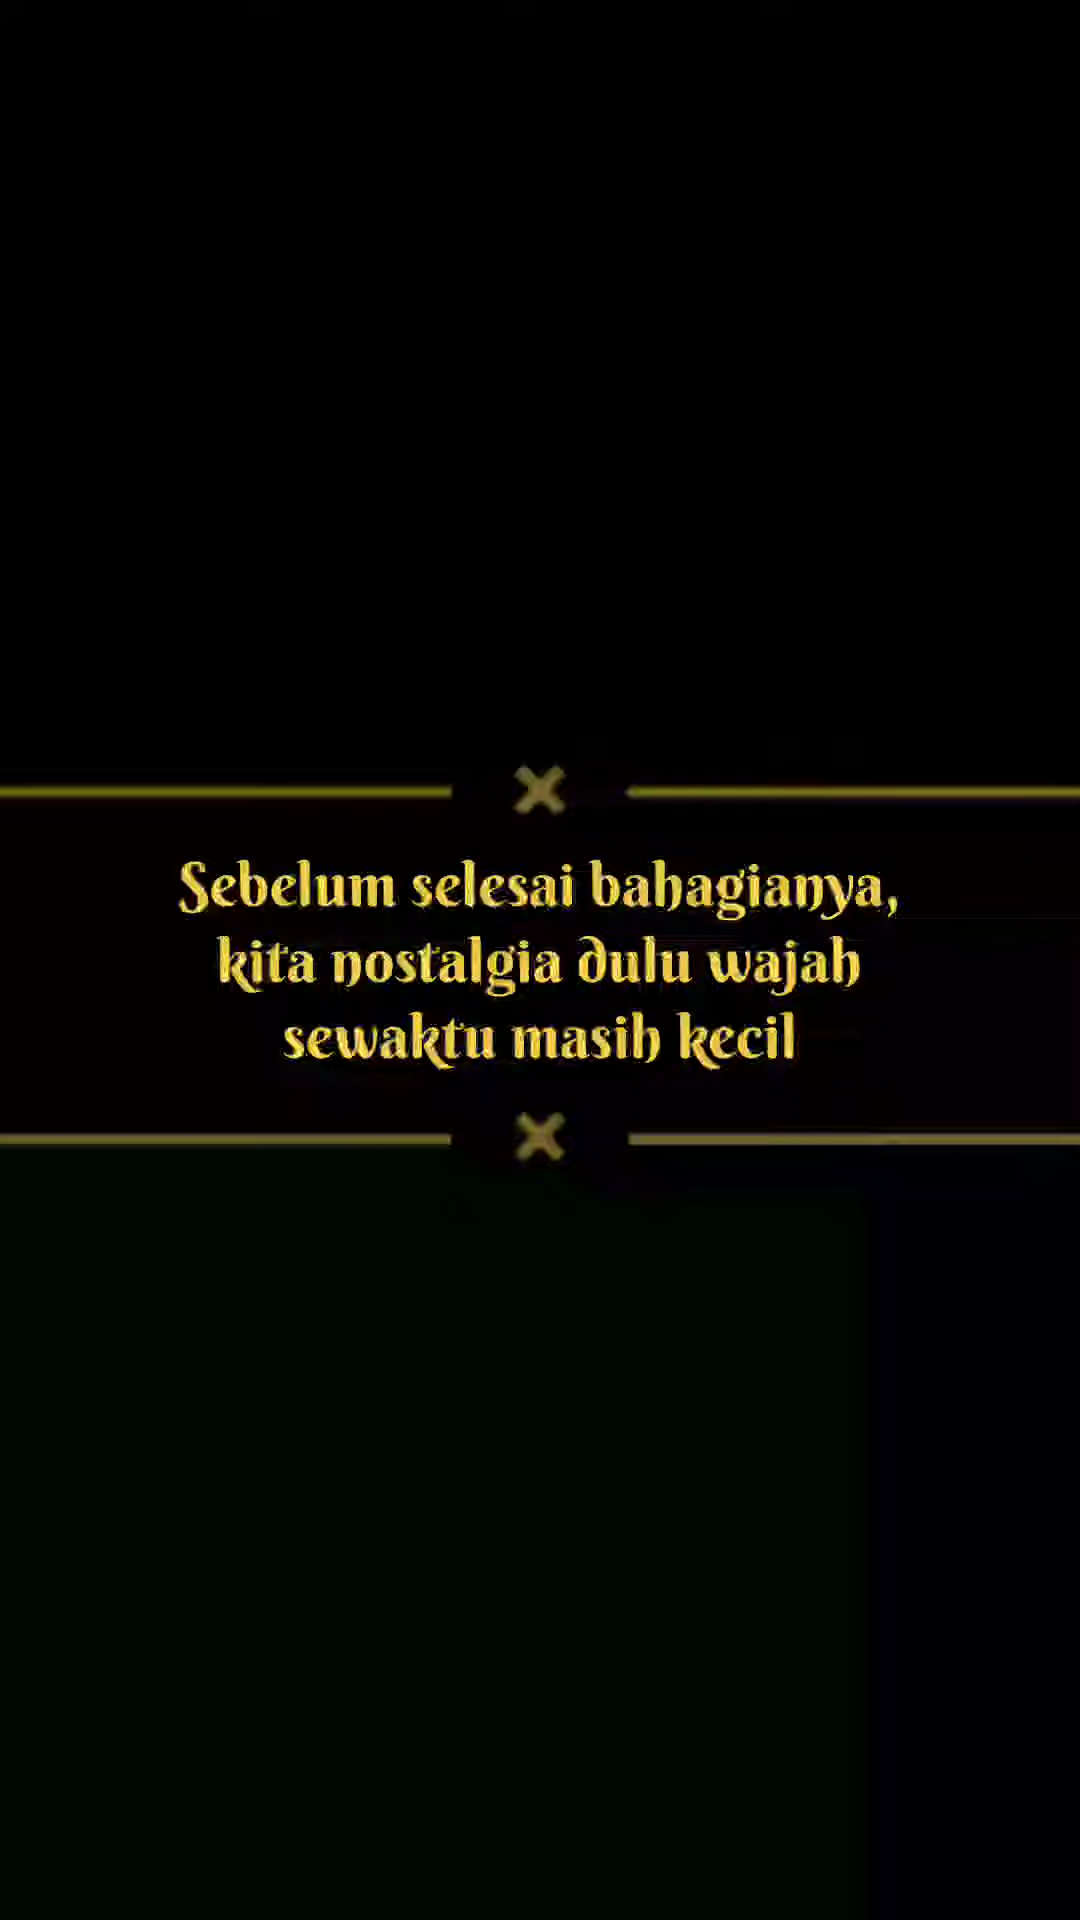 Sebelum selesai bahagianya,
kita nostalgia dulu wajah
sewaktu masih kecil